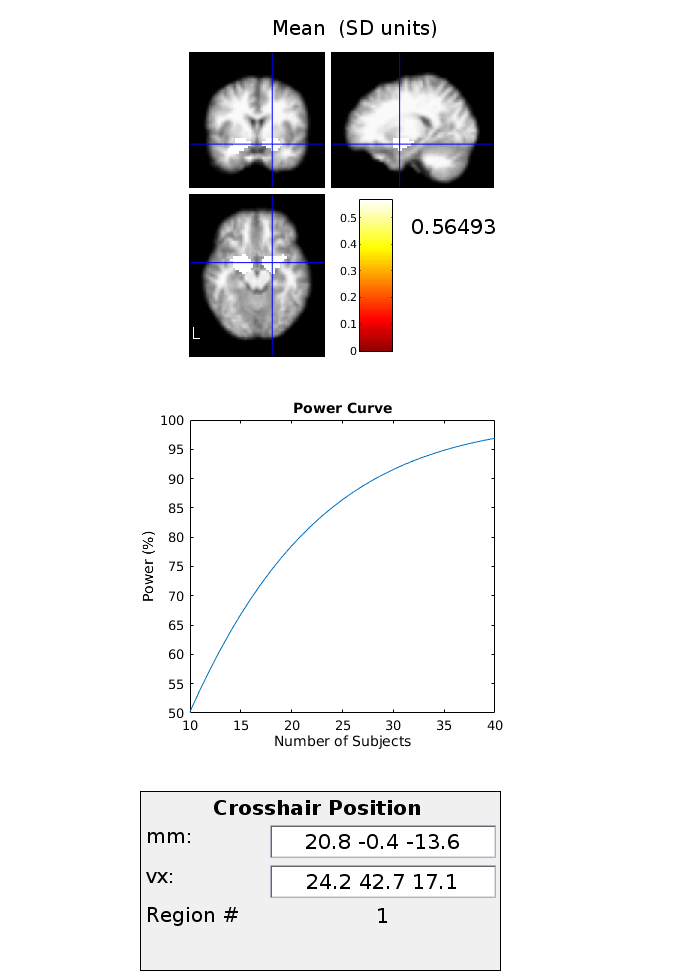 Mean (SD units)
L
0.5
0.4
0.3
0.2
0.1
0
0.56493
Power Curve
100
95
90
85
80
75
70
65
60
55
50
Power (%)
10 15 20 25 30 35 40
Number of Subjects
Crosshair Position
mm: 20.8 -0.4 -13.6
vx: 24.2 42.7 17.1
Region # 1